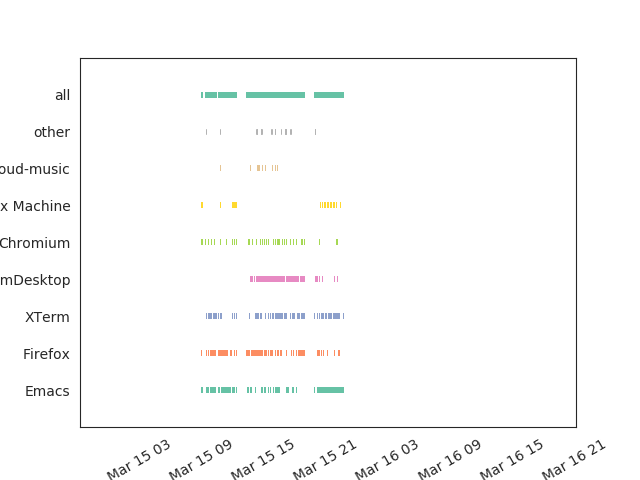 all
other
oud-music
x Machine
Chromium
mDesktop
XTerm
Firefox
Emacs
Mar 15 03
Mar 15 09
Mar 15 15
Mar 15 21
Mar 16 03
Mar 16 09
Mar 16 15
Mar 16 21